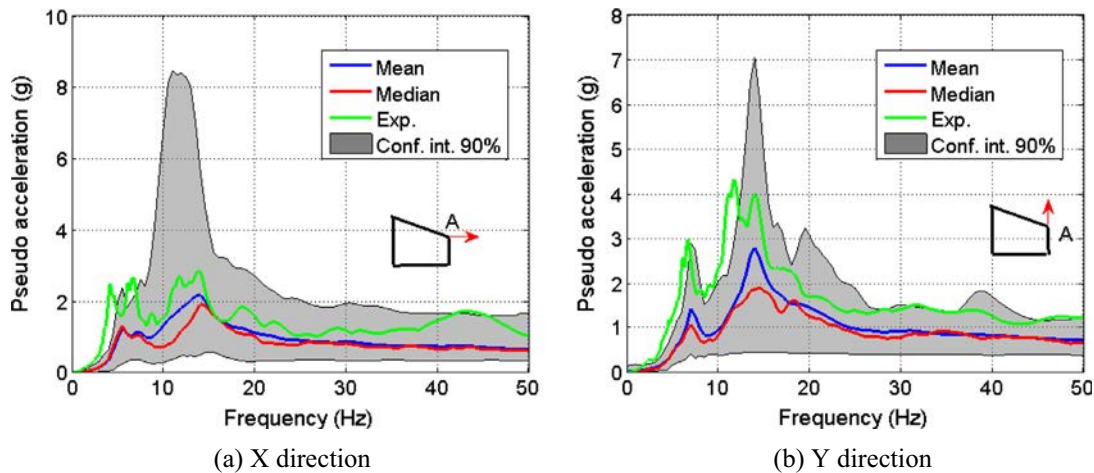 10
8
6
4
2
0
Pseudo acceleration (g)
0 10 20 30 40 50
Frequency (Hz)
Mean
Median
Exp.
Conf. int. 90%
A
(a) X direction
8
7
6
5
4
3
2
1
0
Pseudo acceleration (g)
0 10 20 30 40 50
Frequency (Hz)
Mean
Median
Exp.
Conf. int. 90%
A
(b) Y direction